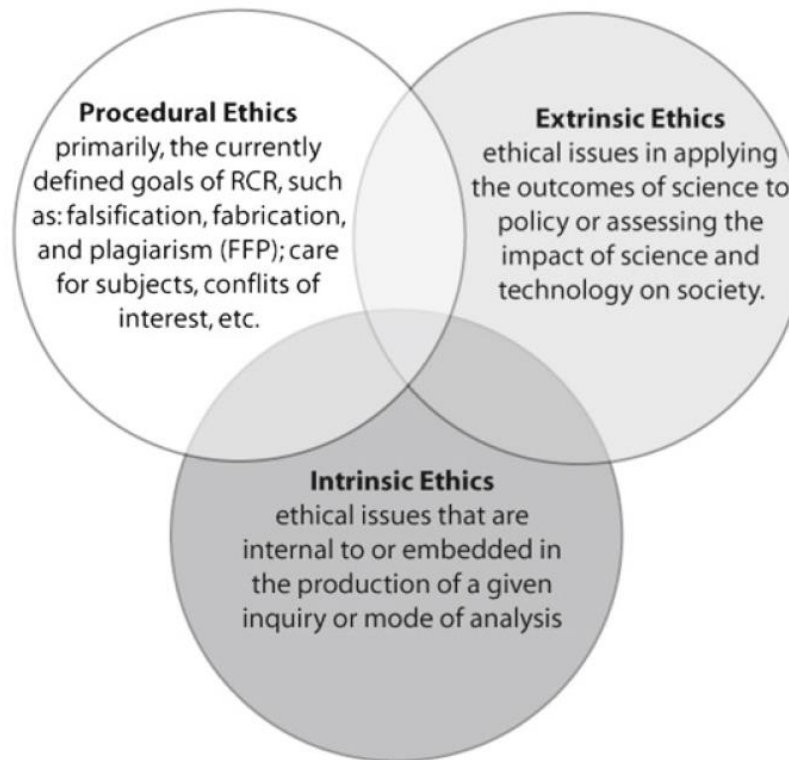 Procedural Ethics
primarily, the currently
defined goals of RCR, such
as: falsification, fabrication,
and plagiarism (FFP); care
for subjects, conflits of
interest, etc.
Extrinsic Ethics
ethical issues in applying
the outcomes of science to
policy or assessing the
impact of science and
technology on society.
Intrinsic Ethics
ethical issues that are
internal to or embedded in
the production of a given
inquiry or mode of analysis